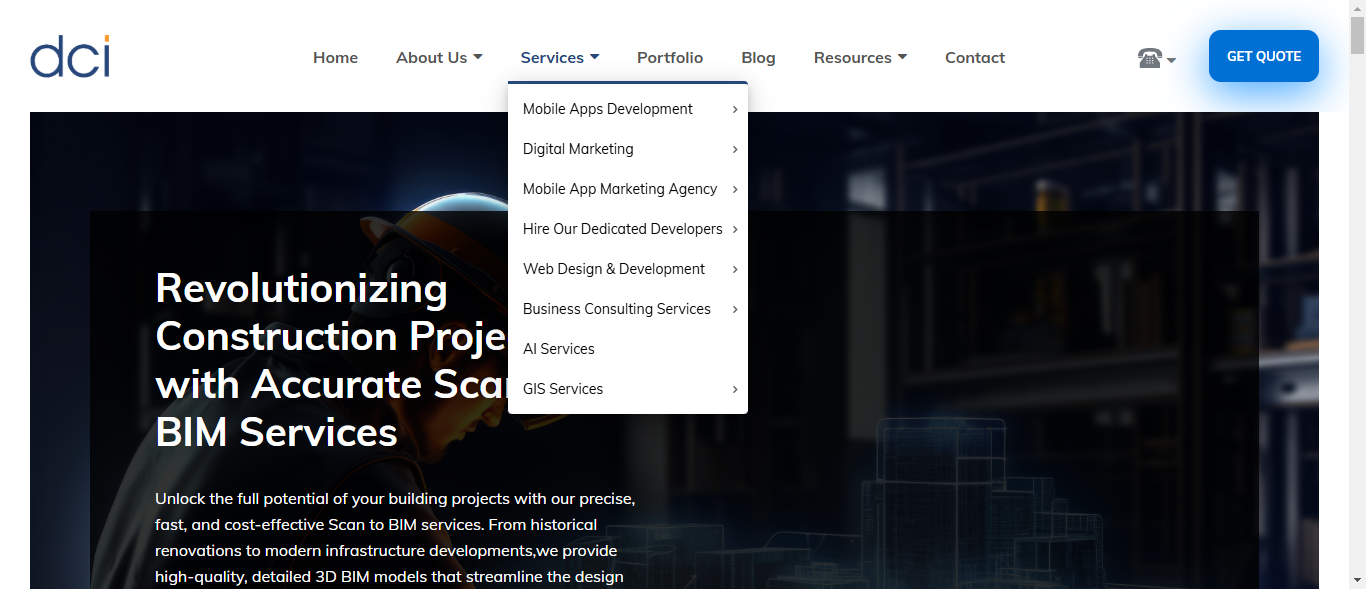 dci
Home
About Us
Services
Portfolio
Blog
Resources
Contact
GET QUOTE
Mobile Apps Development
Digital Marketing
Mobile App Marketing Agency
Hire Our Dedicated Developers
Web Design & Development
Business Consulting Services
AI Services
GIS Services
Revolutionizing
Construction Proje
with Accurate Sca
BIM Services
Unlock the full potential of your building projects with our precise,
fast, and cost-effective Scan to BIM services. From historical
renovations to modern infrastructure developments,we provide
high-quality, detailed 3D BIM models that streamline the design